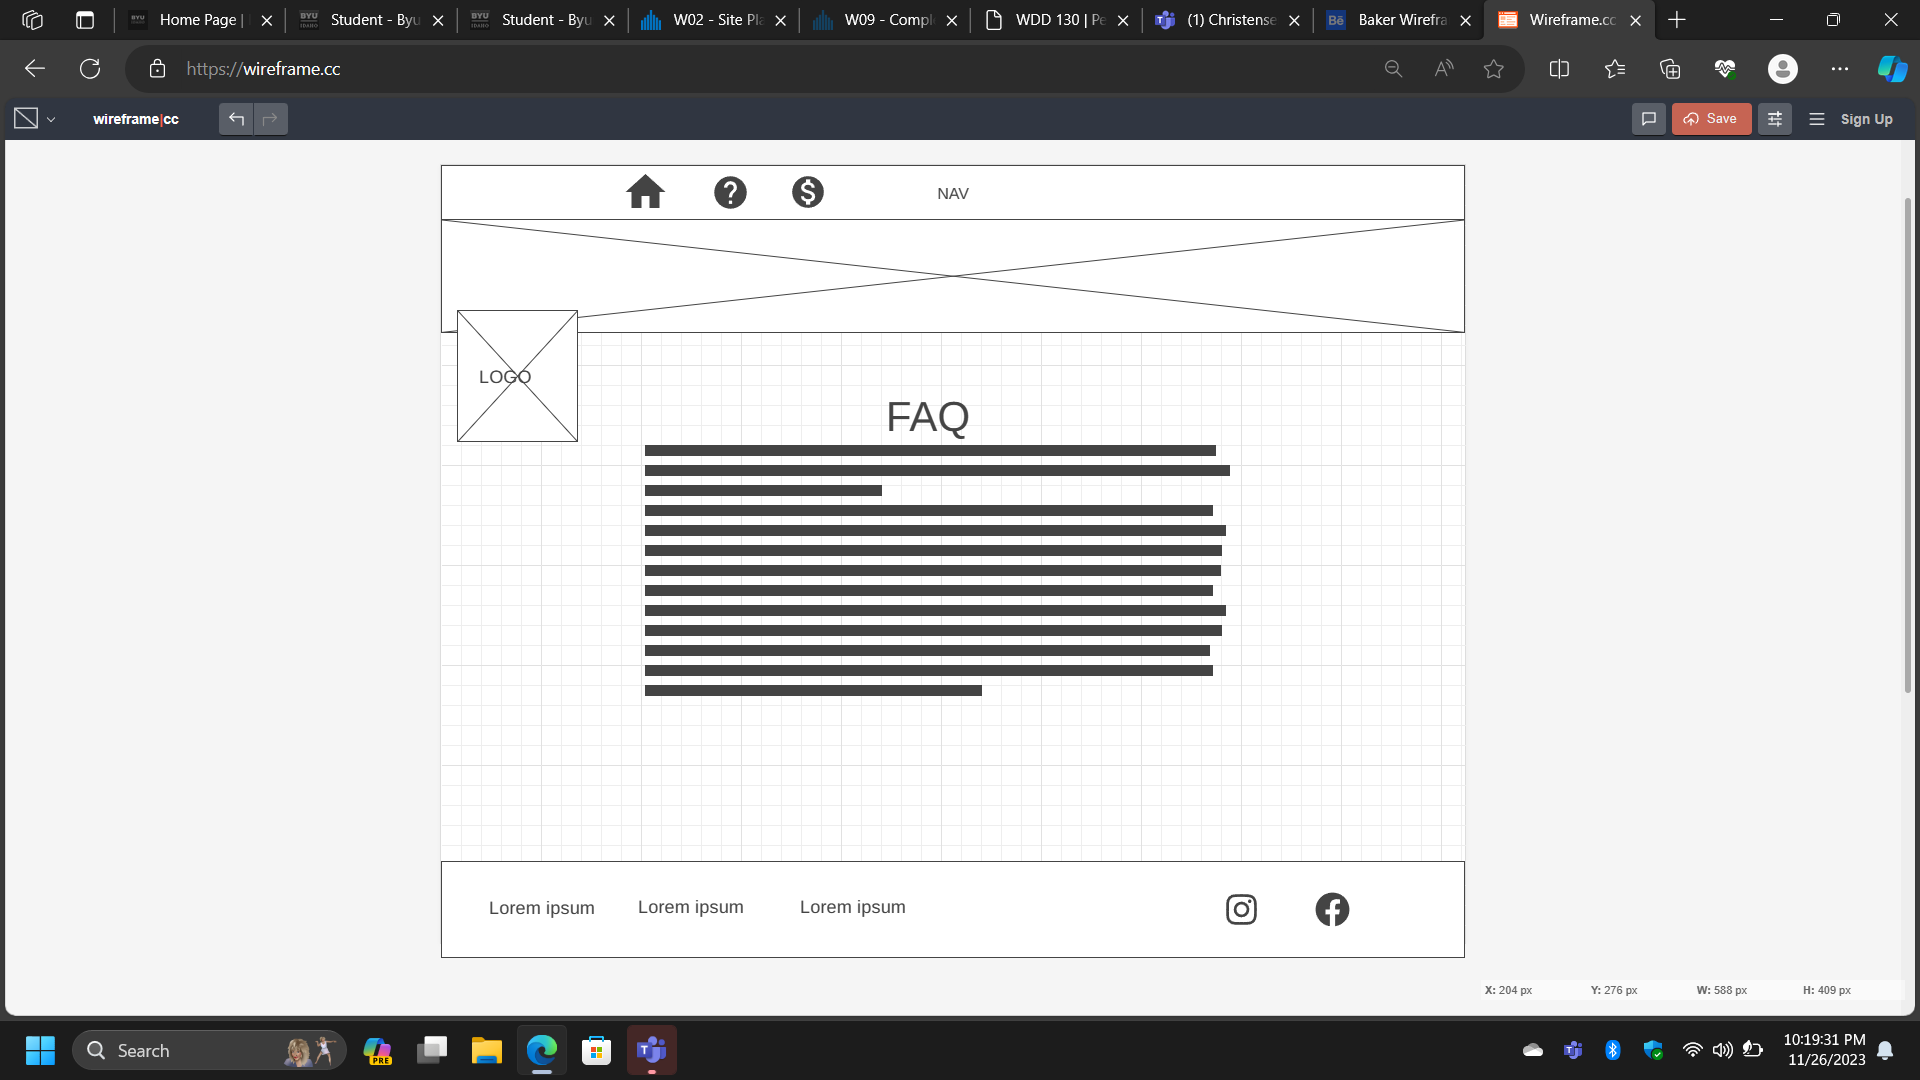 Home Page |
Student - Byu
Student - Byu
W02 - Site Pla
W09 - Comple
WDD 130 | Pe
(1) Christense
Baker Wirefra
Wireframe.cc
https://wireframe.cc
wireframe|cc
Save
Sign Up
NAV
LOGO
FAQ
Lorem ipsum
Lorem ipsum
Lorem ipsum
X: 204 px
Y: 276 px
W: 588 px
H: 409 px
Search
PRE
10:19:31 PM
11/26/2023